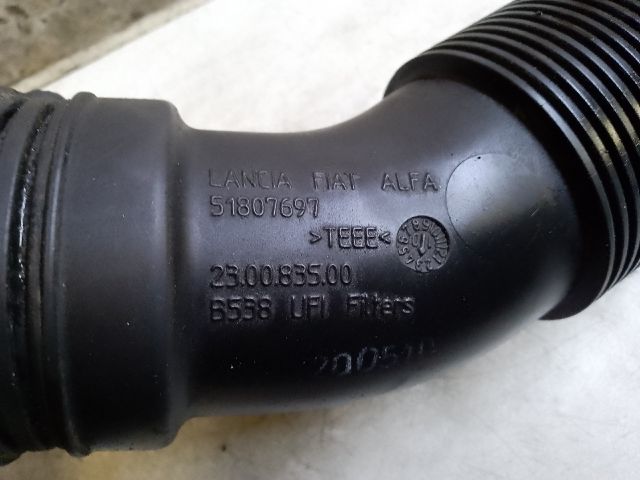 LANCIA FIAT ALFA
51807697
>TEEE<
23.00.835.00
B538 UFI Filters